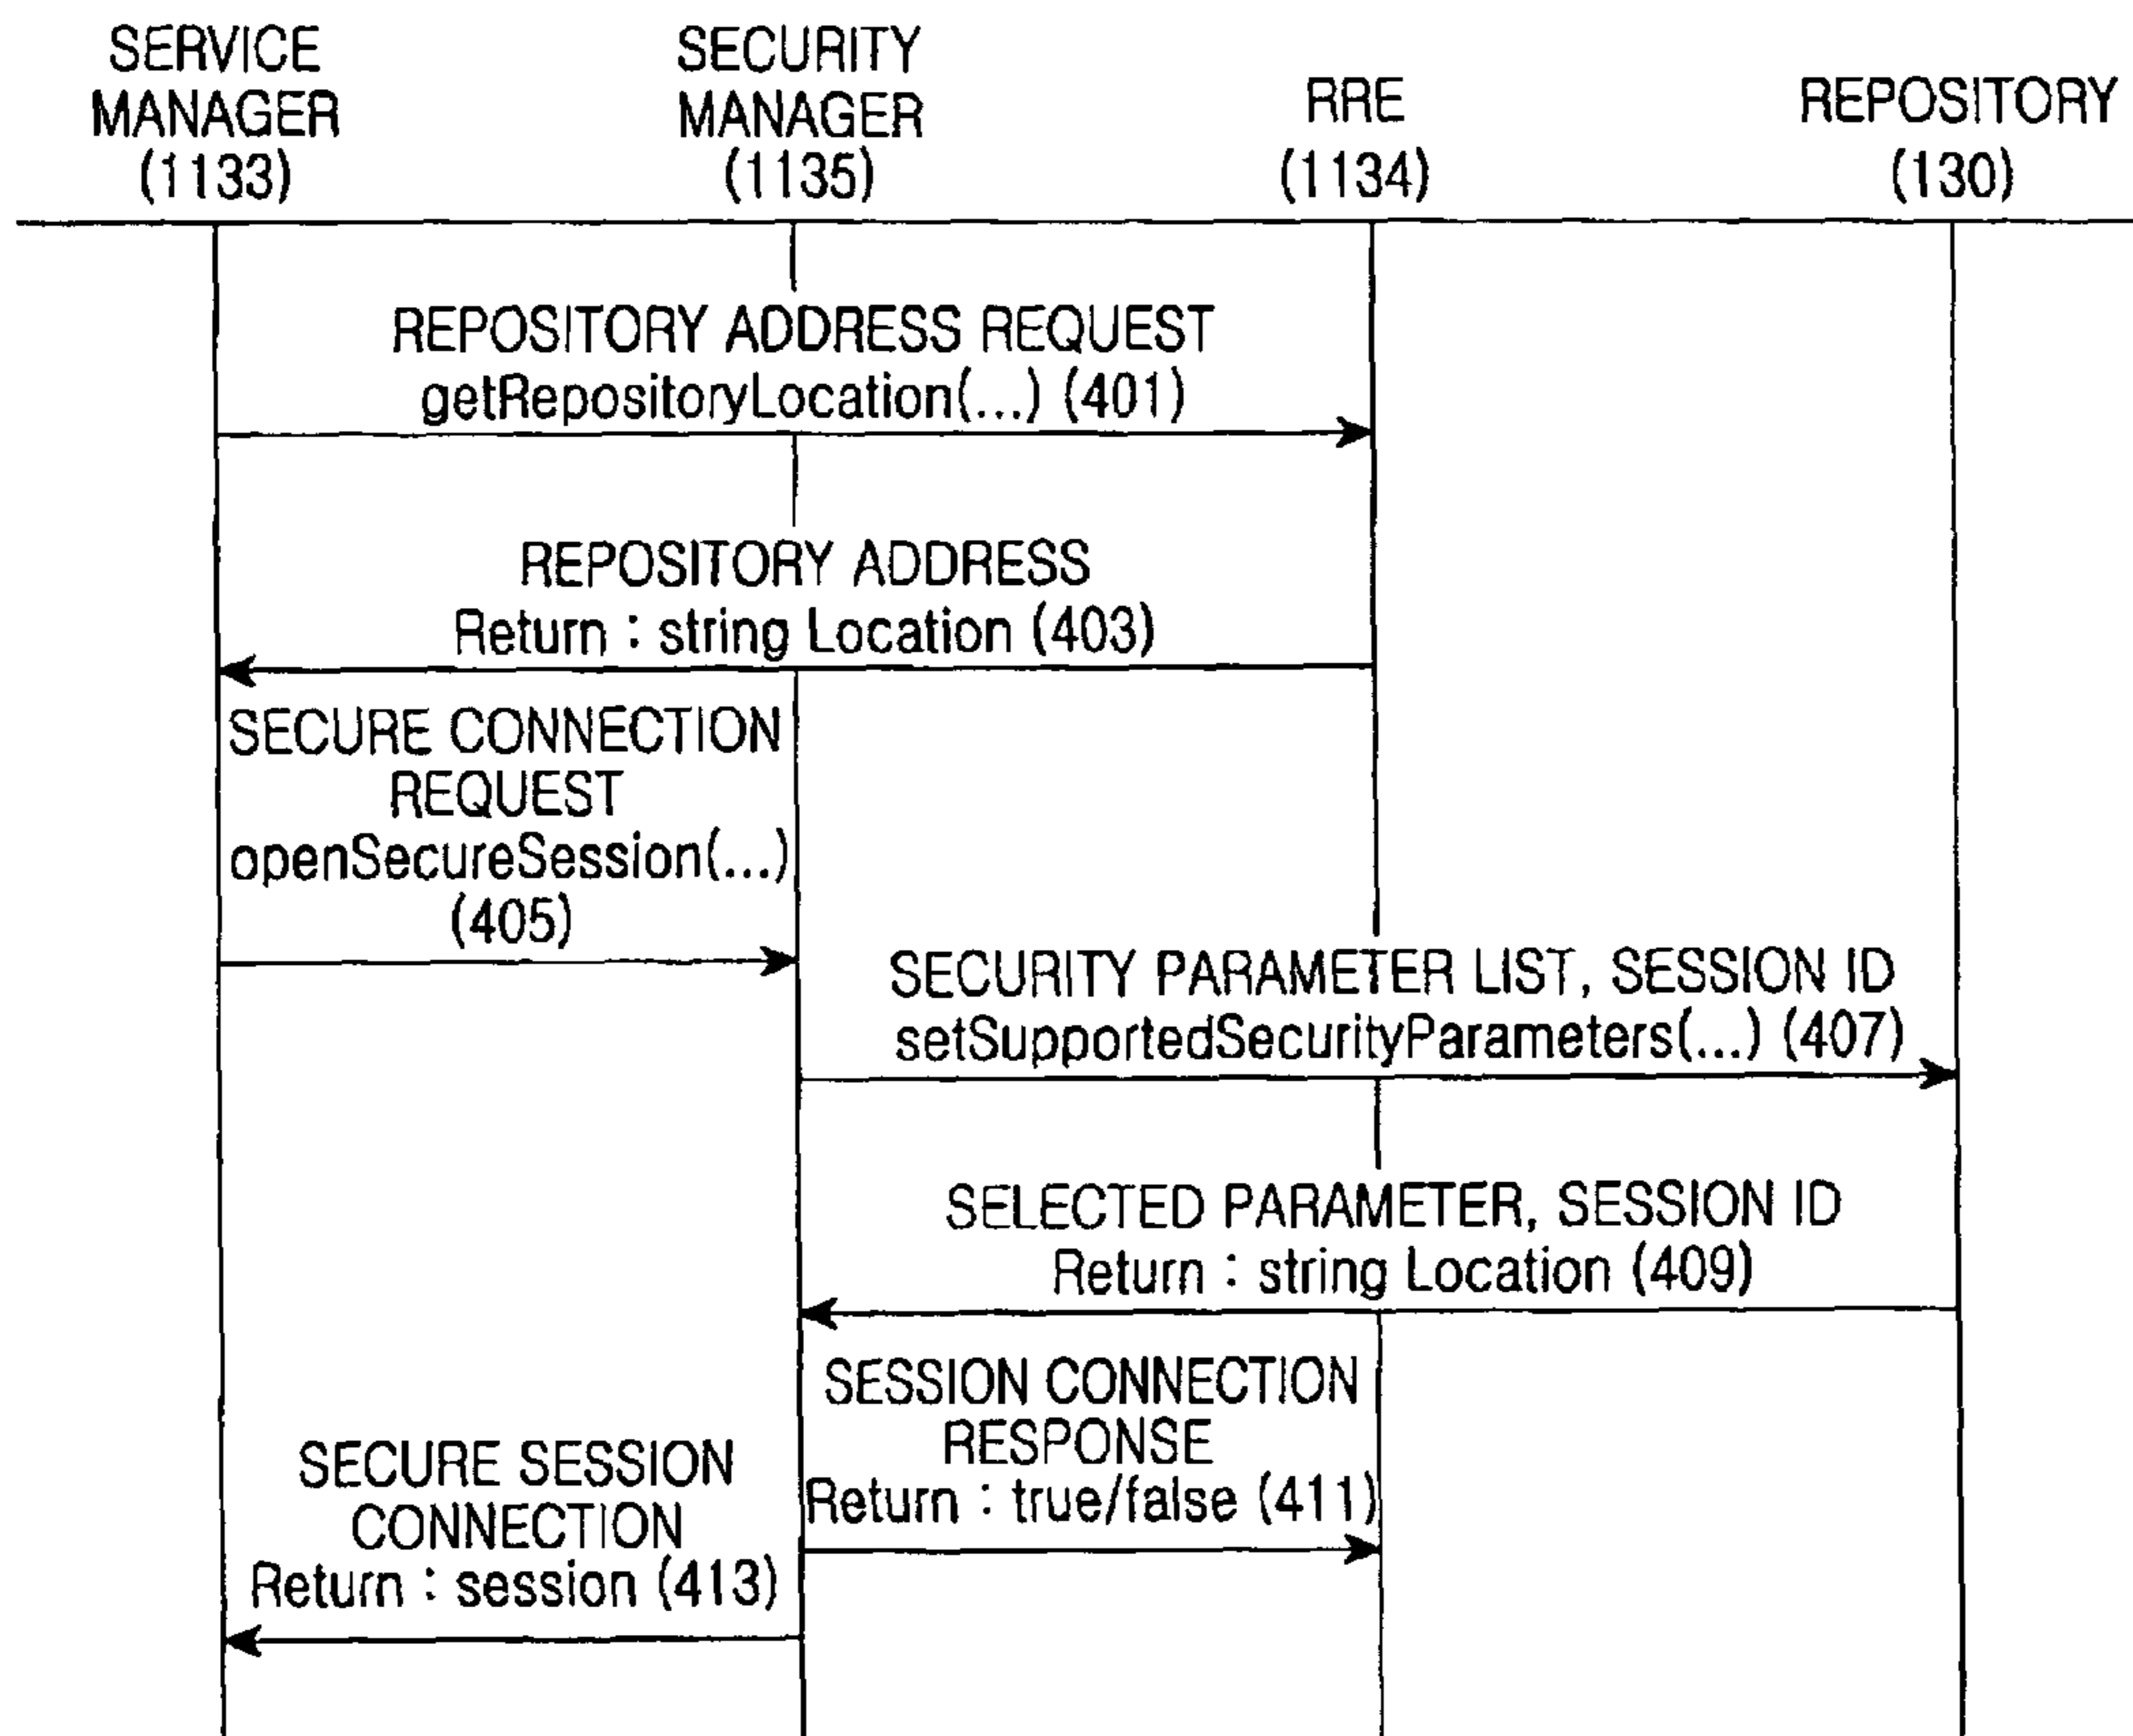 SERVICE
MANAGER
(1133)
SECURITY
MANAGER
(1135)
RRE
(1134)
REPOSITORY
(130)
REPOSITORY ADDRESS REQUEST
getRepositoryLocation(...) (401)
REPOSITORY ADDRESS
Return : string Location (403)
SECURE CONNECTION
REQUEST
openSecureSession(...)
(405)
SECURITY PARAMETER LIST, SESSION ID
setSupportedSecurityParameters(...) (407)
SELECTED PARAMETER, SESSION ID
Return : string Location (409)
SESSION CONNECTION
RESPONSE
Return : true/false (411)
SECURE SESSION
CONNECTION
Return : session (413)